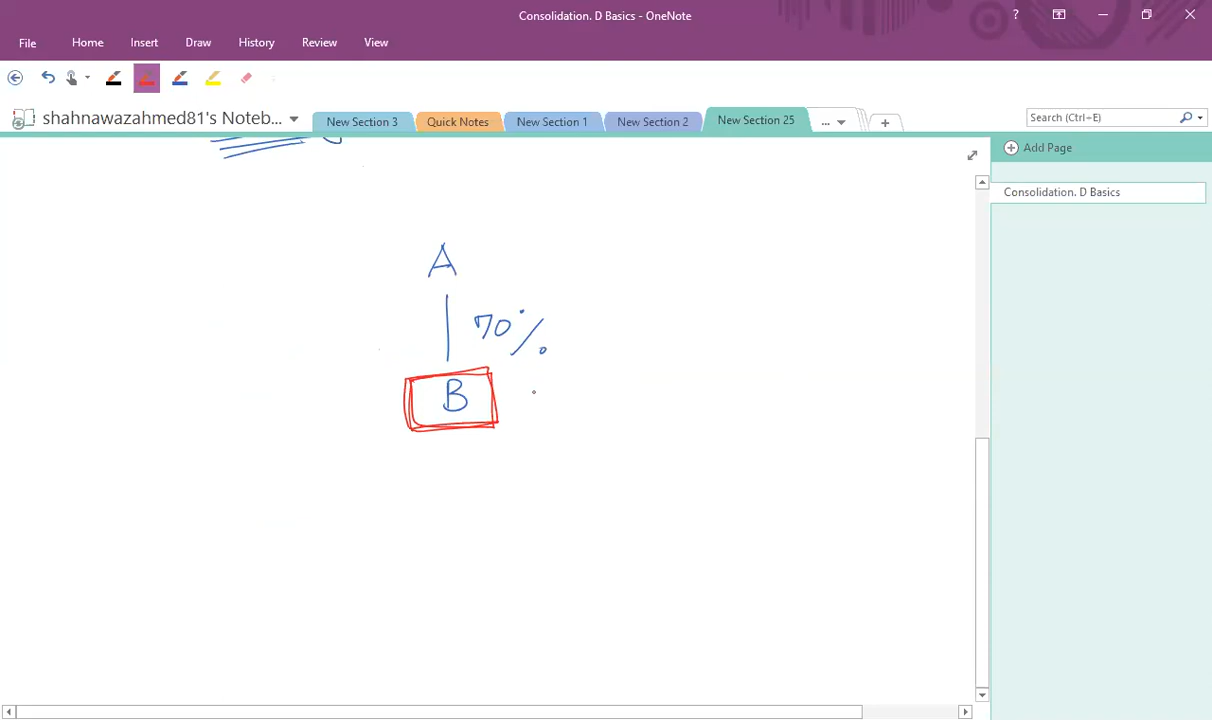 Consolidation. D Basics - OneNote
?
File Home Insert Draw History Review View
shahnawazahmed81's Noteb... New Section 3 Quick Notes New Section 1 New Section 2 New Section 25 ... + Search (Ctrl+E)
Add Page
Consolidation. D Basics
A
70%
B